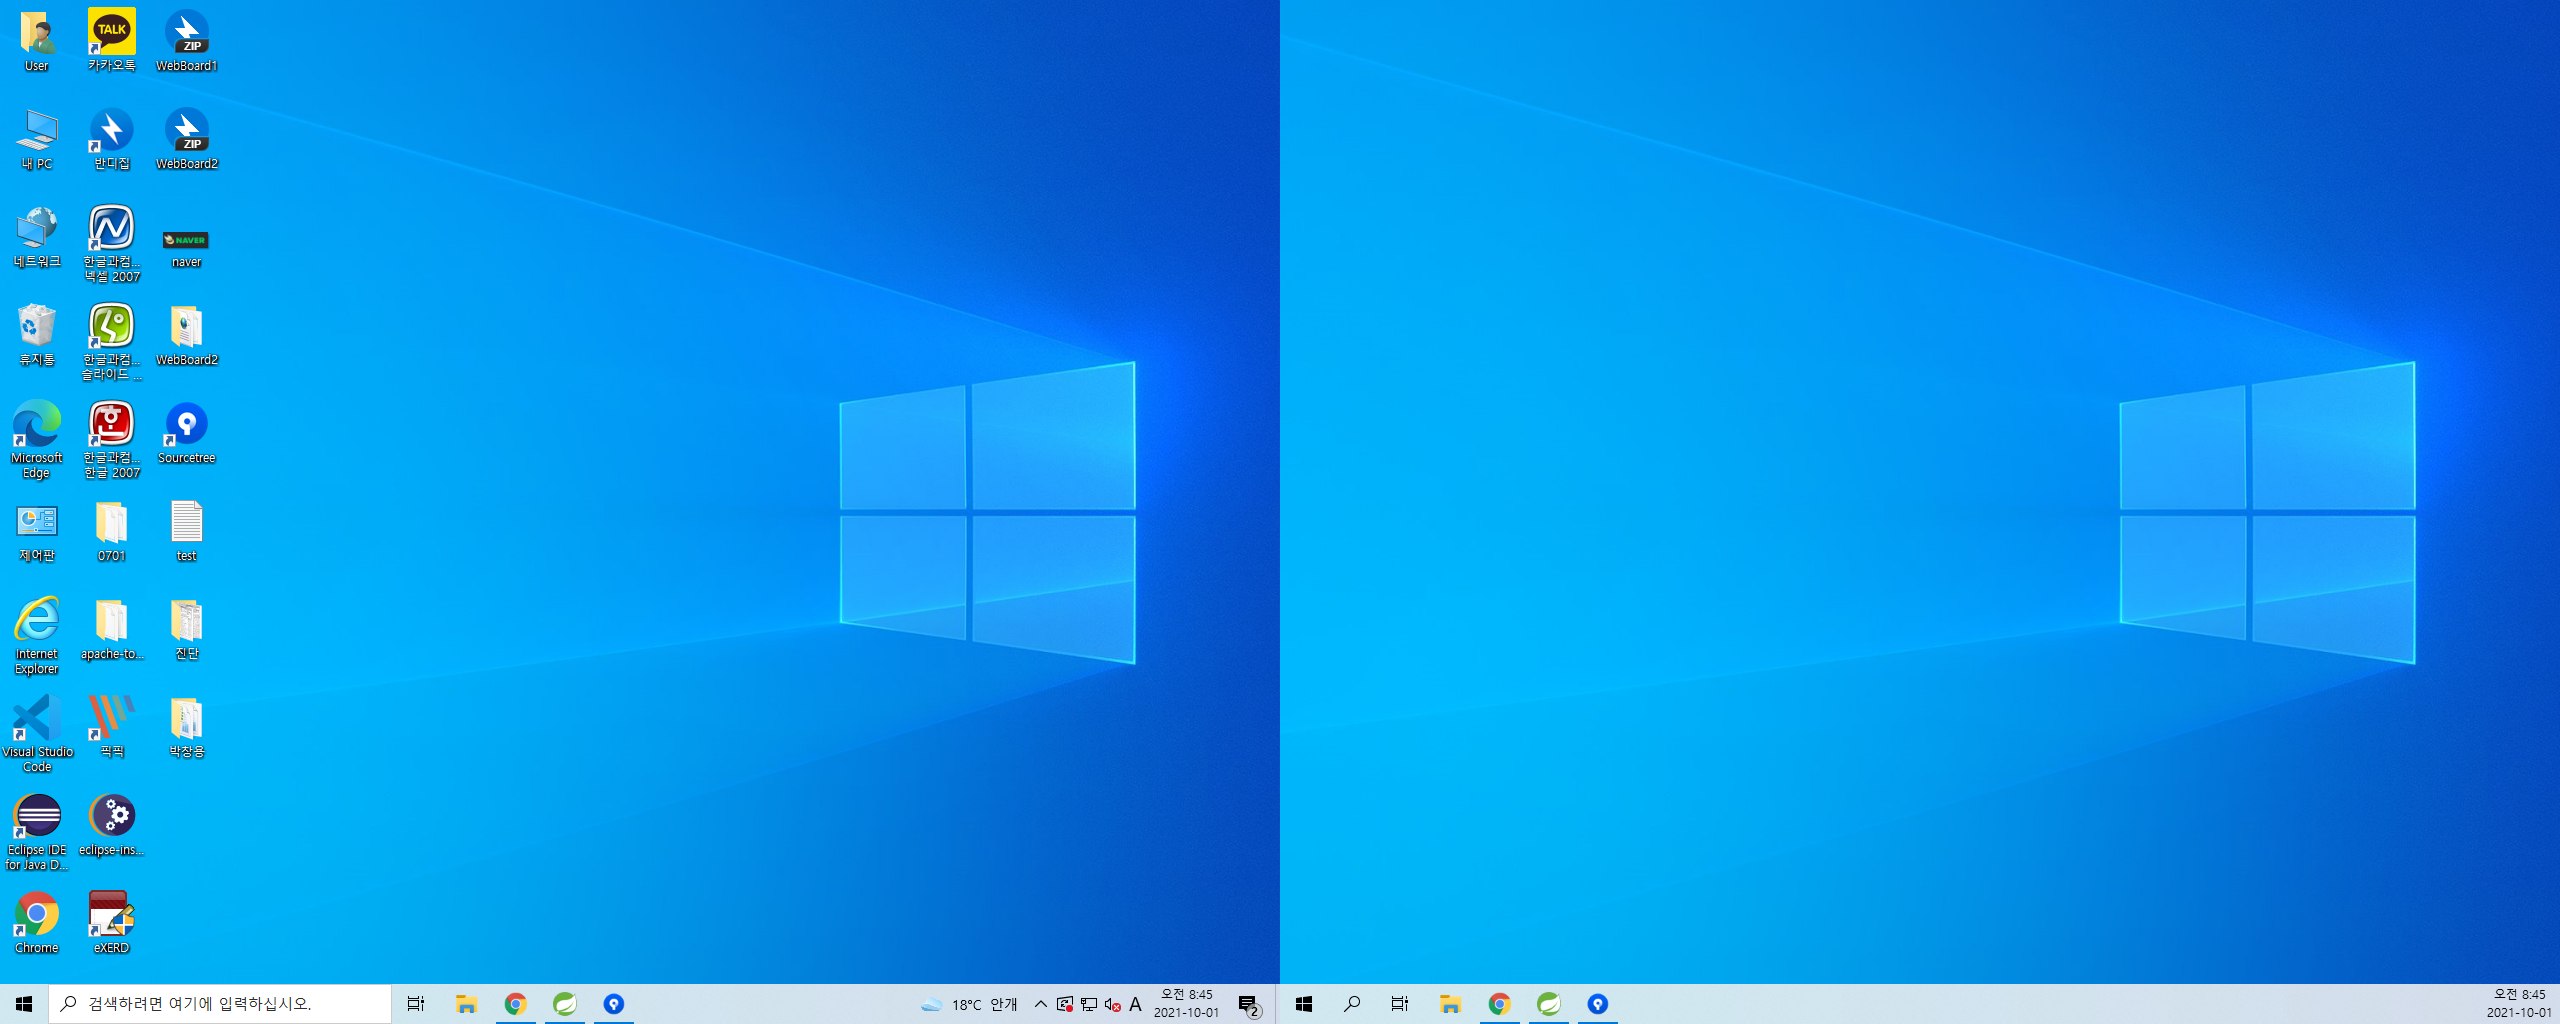 User
TALK
카카오톡
ZIP
WebBoard1
내 PC
반디집
ZIP
WebBoard2
네트워크
한글과컴...
넥셀 2007
NAVER
naver
휴지통
한글과컴...
슬라이드 ...
WebBoard2
Microsoft
Edge
한글과컴...
한글 2007
Sourcetree
제어판
0701
test
Internet
Explorer
apache-to...
진단
Visual Studio
Code
픽픽
박창용
Eclipse IDE
for Java D...
eclipse-ins...
Chrome
eXERD
검색하려면 여기에 입력하십시오.
18°C 안개
A
오전 8:45
2021-10-01
2
오전 8:45
2021-10-01